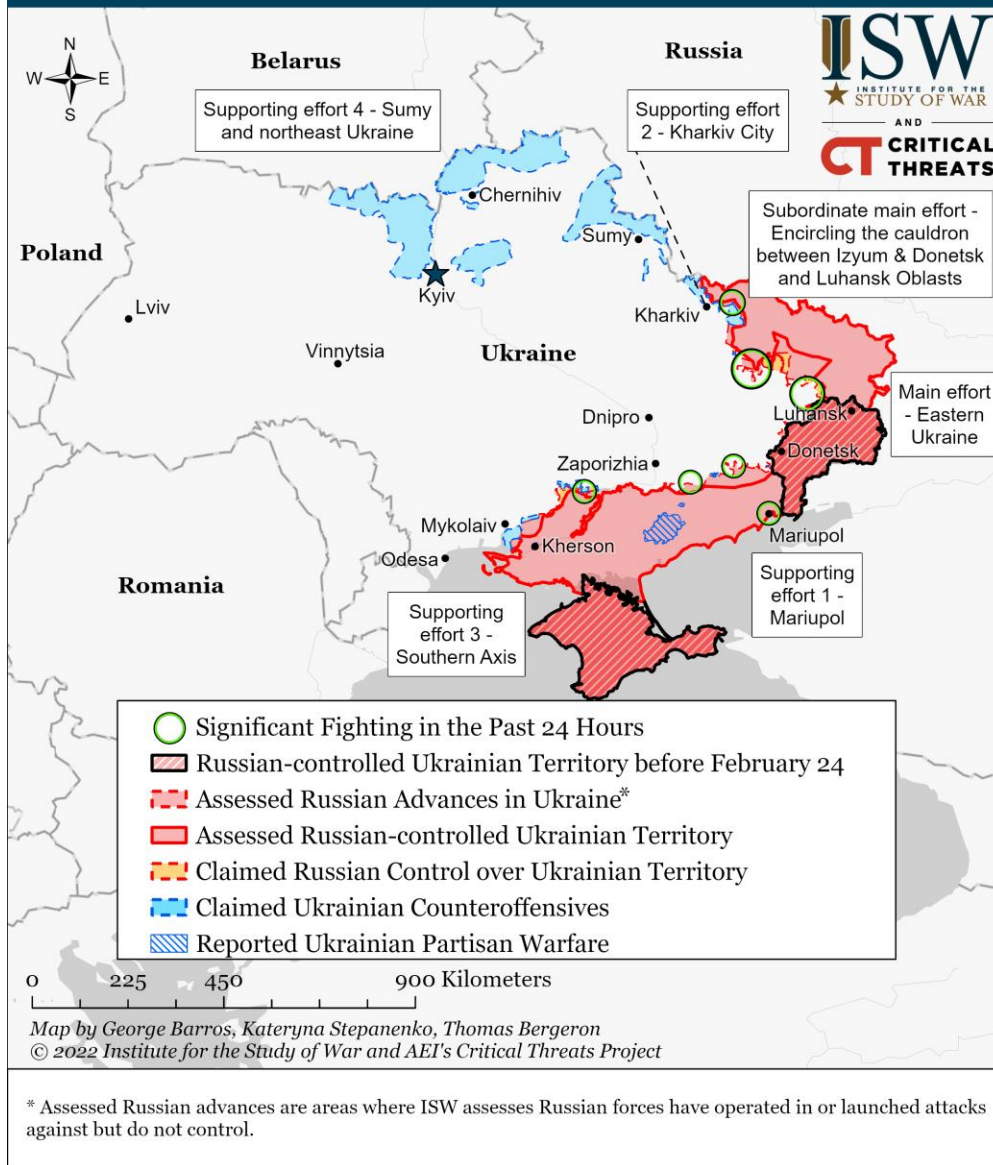 N
W E
S
Belarus
Russia
ISW
INSTITUTE FOR THE
STUDY OF WAR
AND
CT CRITICAL
THREATS
Supporting effort 4 - Sumy
and northeast Ukraine
Supporting effort
2 - Kharkiv City
Chernihiv
Subordinate main effort -
Encircling the cauldron
between Izyum & Donetsk
and Luhansk Oblasts
Sumy
Poland
Kyiv
Lviv
Kharkiv
Vinnytsia
Ukraine
Main effort
- Eastern
Ukraine
Dnipro
Luhansk
Donetsk
Zaporizhia
Mykolaiv
Kherson
Mariupol
Odesa
Romania
Supporting
effort 3 -
Southern Axis
Supporting
effort 1 -
Mariupol
Significant Fighting in the Past 24 Hours
Russian-controlled Ukrainian Territory before February 24
Assessed Russian Advances in Ukraine*
Assessed Russian-controlled Ukrainian Territory
Claimed Russian Control over Ukrainian Territory
Claimed Ukrainian Counteroffensives
Reported Ukrainian Partisan Warfare
0 225 450 900 Kilometers
Map by George Barros, Kateryna Stepanenko, Thomas Bergeron
© 2022 Institute for the Study of War and AEI's Critical Threats Project
* Assessed Russian advances are areas where ISW assesses Russian forces have operated in or launched attacks
against but do not control.